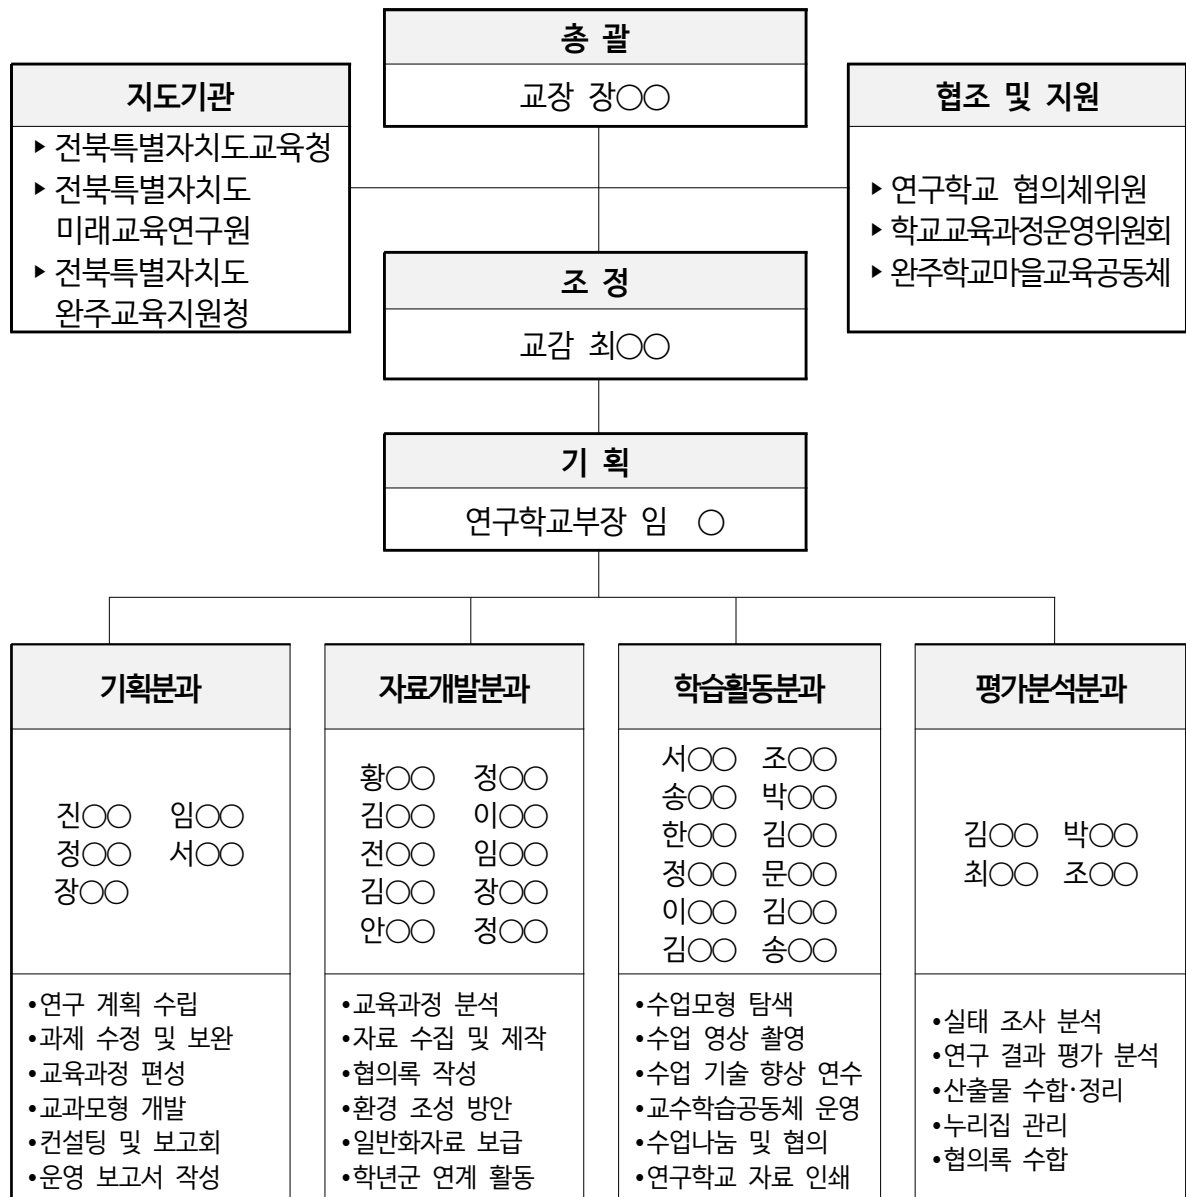 총 괄
교장 장○○
지도기관
▸ 전북특별자치도교육청
▸ 전북특별자치도
미래교육연구원
▸ 전북특별자치도
완주교육지원청
협조 및 지원
▸ 연구학교 협의체위원
▸ 학교교육과정운영위원회
▸ 완주학교마을교육공동체
조 정
교감 최○○
기 획
연구학교부장 임 ○
기획분과
진○○ 임○○
정○○ 서○○
장○○
•연구 계획 수립
•과제 수정 및 보완
•교육과정 편성
•교과모형 개발
•컨설팅 및 보고회
•운영 보고서 작성
자료개발분과
황○○ 정○○
김○○ 이○○
전○○ 임○○
김○○ 장○○
안○○ 정○○
•교육과정 분석
•자료 수집 및 제작
•협의록 작성
•환경 조성 방안
•일반화자료 보급
•학년군 연계 활동
학습활동분과
서○○ 조○○
송○○ 박○○
한○○ 김○○
정○○ 문○○
이○○ 김○○
김○○ 송○○
•수업모형 탐색
•수업 영상 촬영
•수업 기술 향상 연수
•교수학습공동체 운영
•수업나눔 및 협의
•연구학교 자료 인쇄
평가분석분과
김○○ 박○○
최○○ 조○○
•실태 조사 분석
•연구 결과 평가 분석
•산출물 수합·정리
•누리집 관리
•협의록 수합